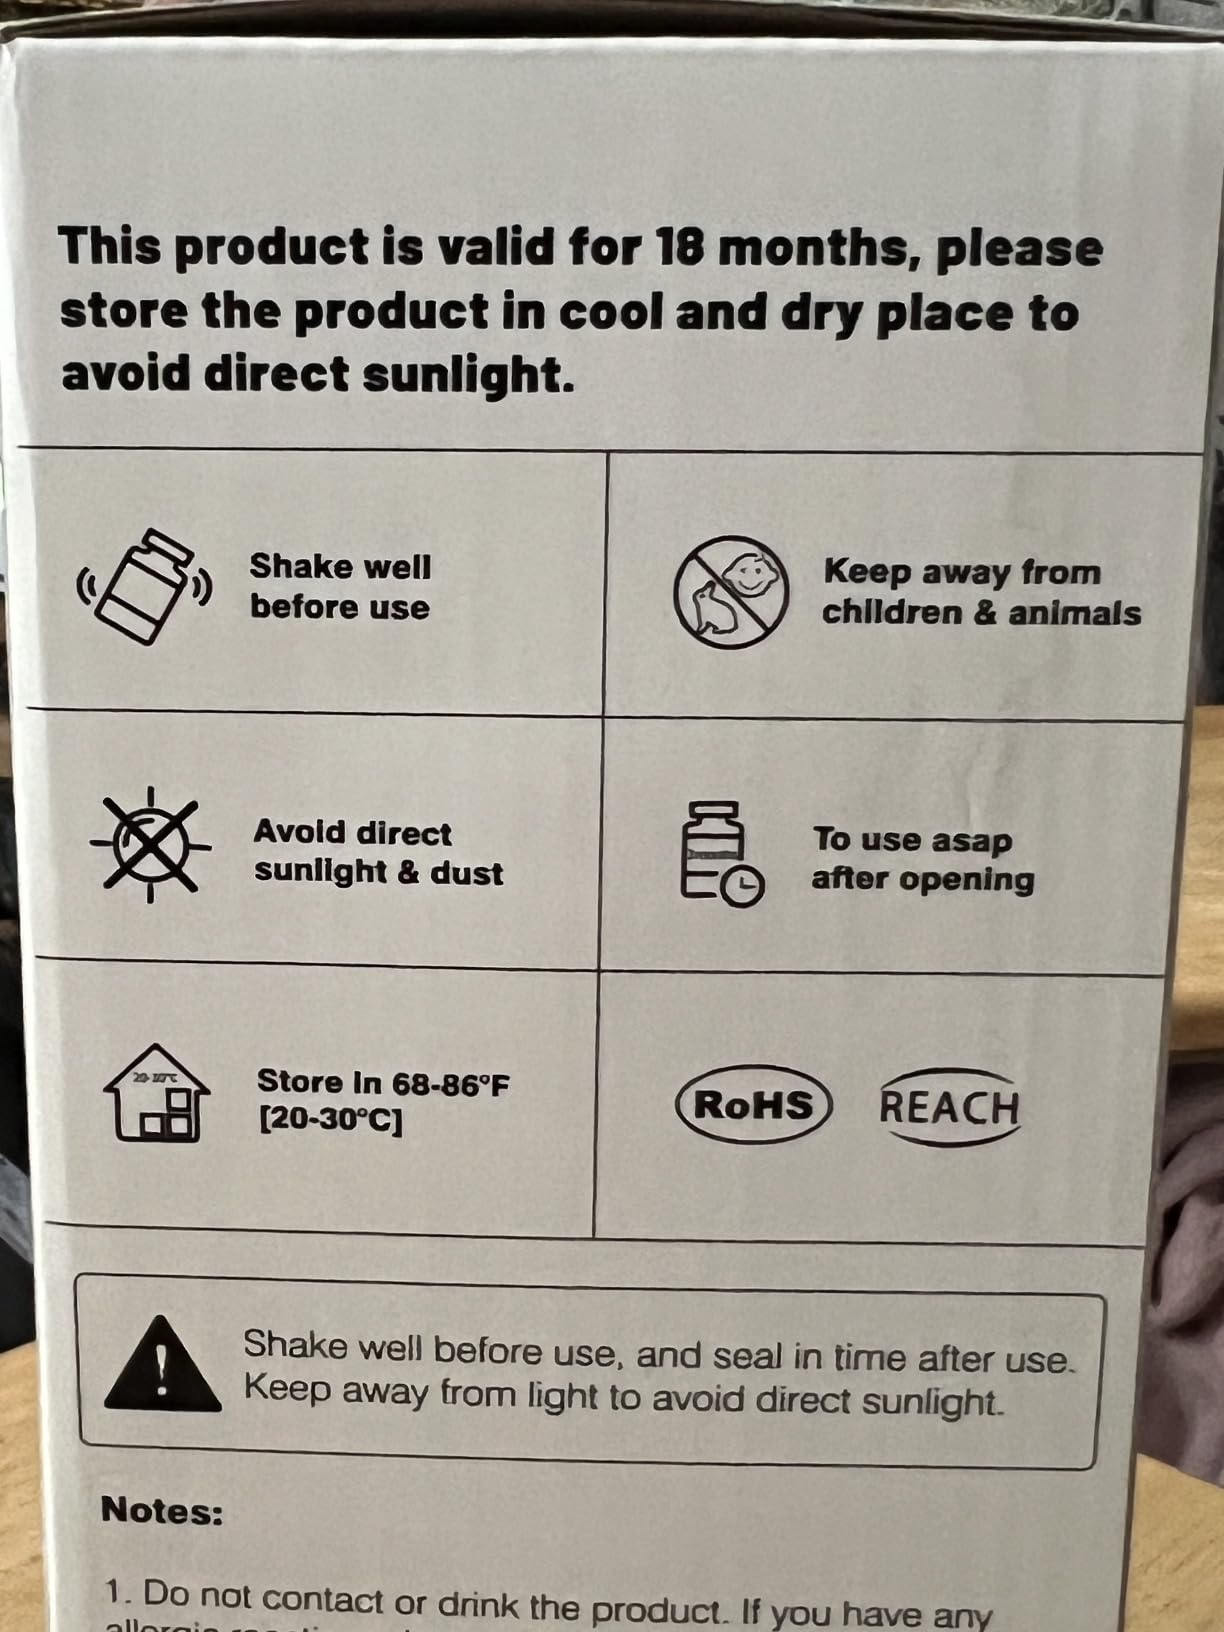 This product is valid for 18 months, please
store the product in cool and dry place to
avoid direct sunlight.
Shake well
before use
Keep away from
children & animals
Avoid direct
sunlight & dust
To use asap
after opening
Store in 68-86°F
[20-30°C]
RoHS
REACH
Shake well before use, and seal in time after use.
Keep away from light to avoid direct sunlight.
Notes:
1. Do not contact or drink the product. If you have any